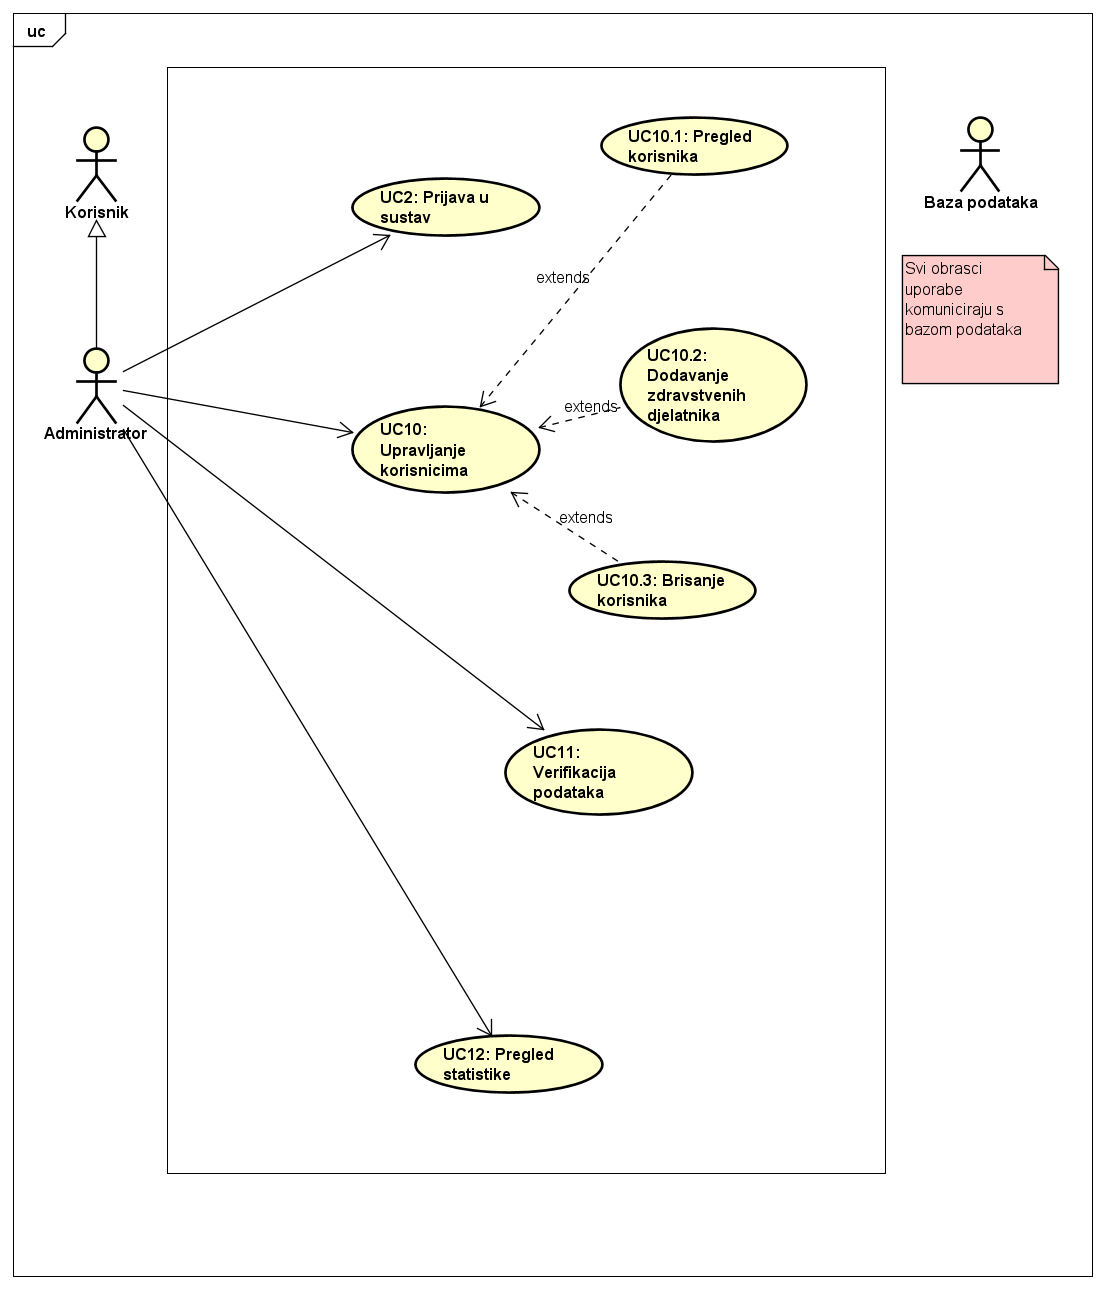 uc
Korisnik
Administrator
UC2: Prijava u
sustav
UC10.1: Pregled
korisnika
extends
UC10.2:
Dodavanje
zdravstvenih
djelatnika
extends
UC10:
Upravljanje
korisnicima
extends
UC10.3: Brisanje
korisnika
UC11:
Verifikacija
podataka
UC12: Pregled
statistike
Baza podataka
Svi obrasci
uporabe
komuniciraju s
bazom podataka